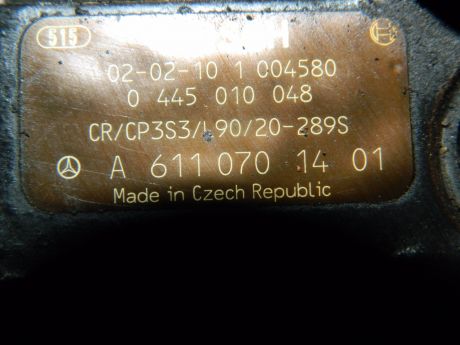 515
02-02-10 1 004580
0 445 010 048
CR/CP3S3/L90/20-289S
A 611 070 14 01
Made in Czech Republic